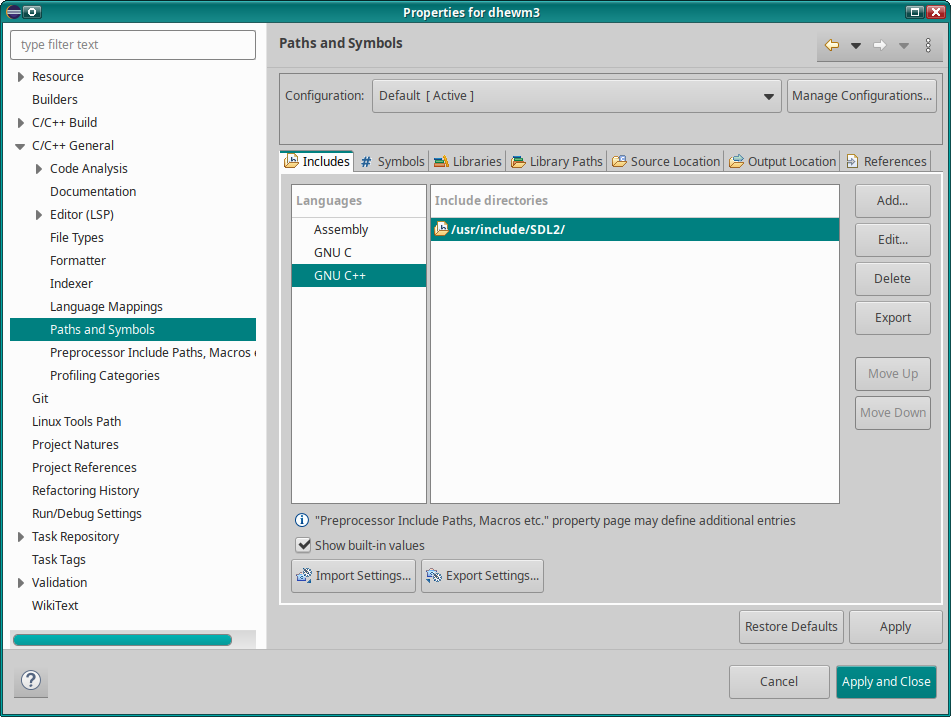 Properties for dhewm3
type filter text
Resource
Builders
C/C++ Build
C/C++ General
Code Analysis
Documentation
Editor (LSP)
File Types
Formatter
Indexer
Language Mappings
Paths and Symbols
Preprocessor Include Paths, Macros e
Profiling Categories
Git
Linux Tools Path
Project Natures
Project References
Refactoring History
Run/Debug Settings
Task Repository
Task Tags
Validation
WikiText
Paths and Symbols
Configuration: Default [ Active ] Manage Configurations...
Includes # Symbols Libraries Library Paths Source Location Output Location References
Languages
Assembly
GNU C
GNU C++
Include directories
/usr/include/SDL2/
Add...
Edit...
Delete
Export
Move Up
Move Down
"Preprocessor Include Paths, Macros etc." property page may define additional entries
Show built-in values
Import Settings... Export Settings...
Restore Defaults Apply
? Cancel Apply and Close